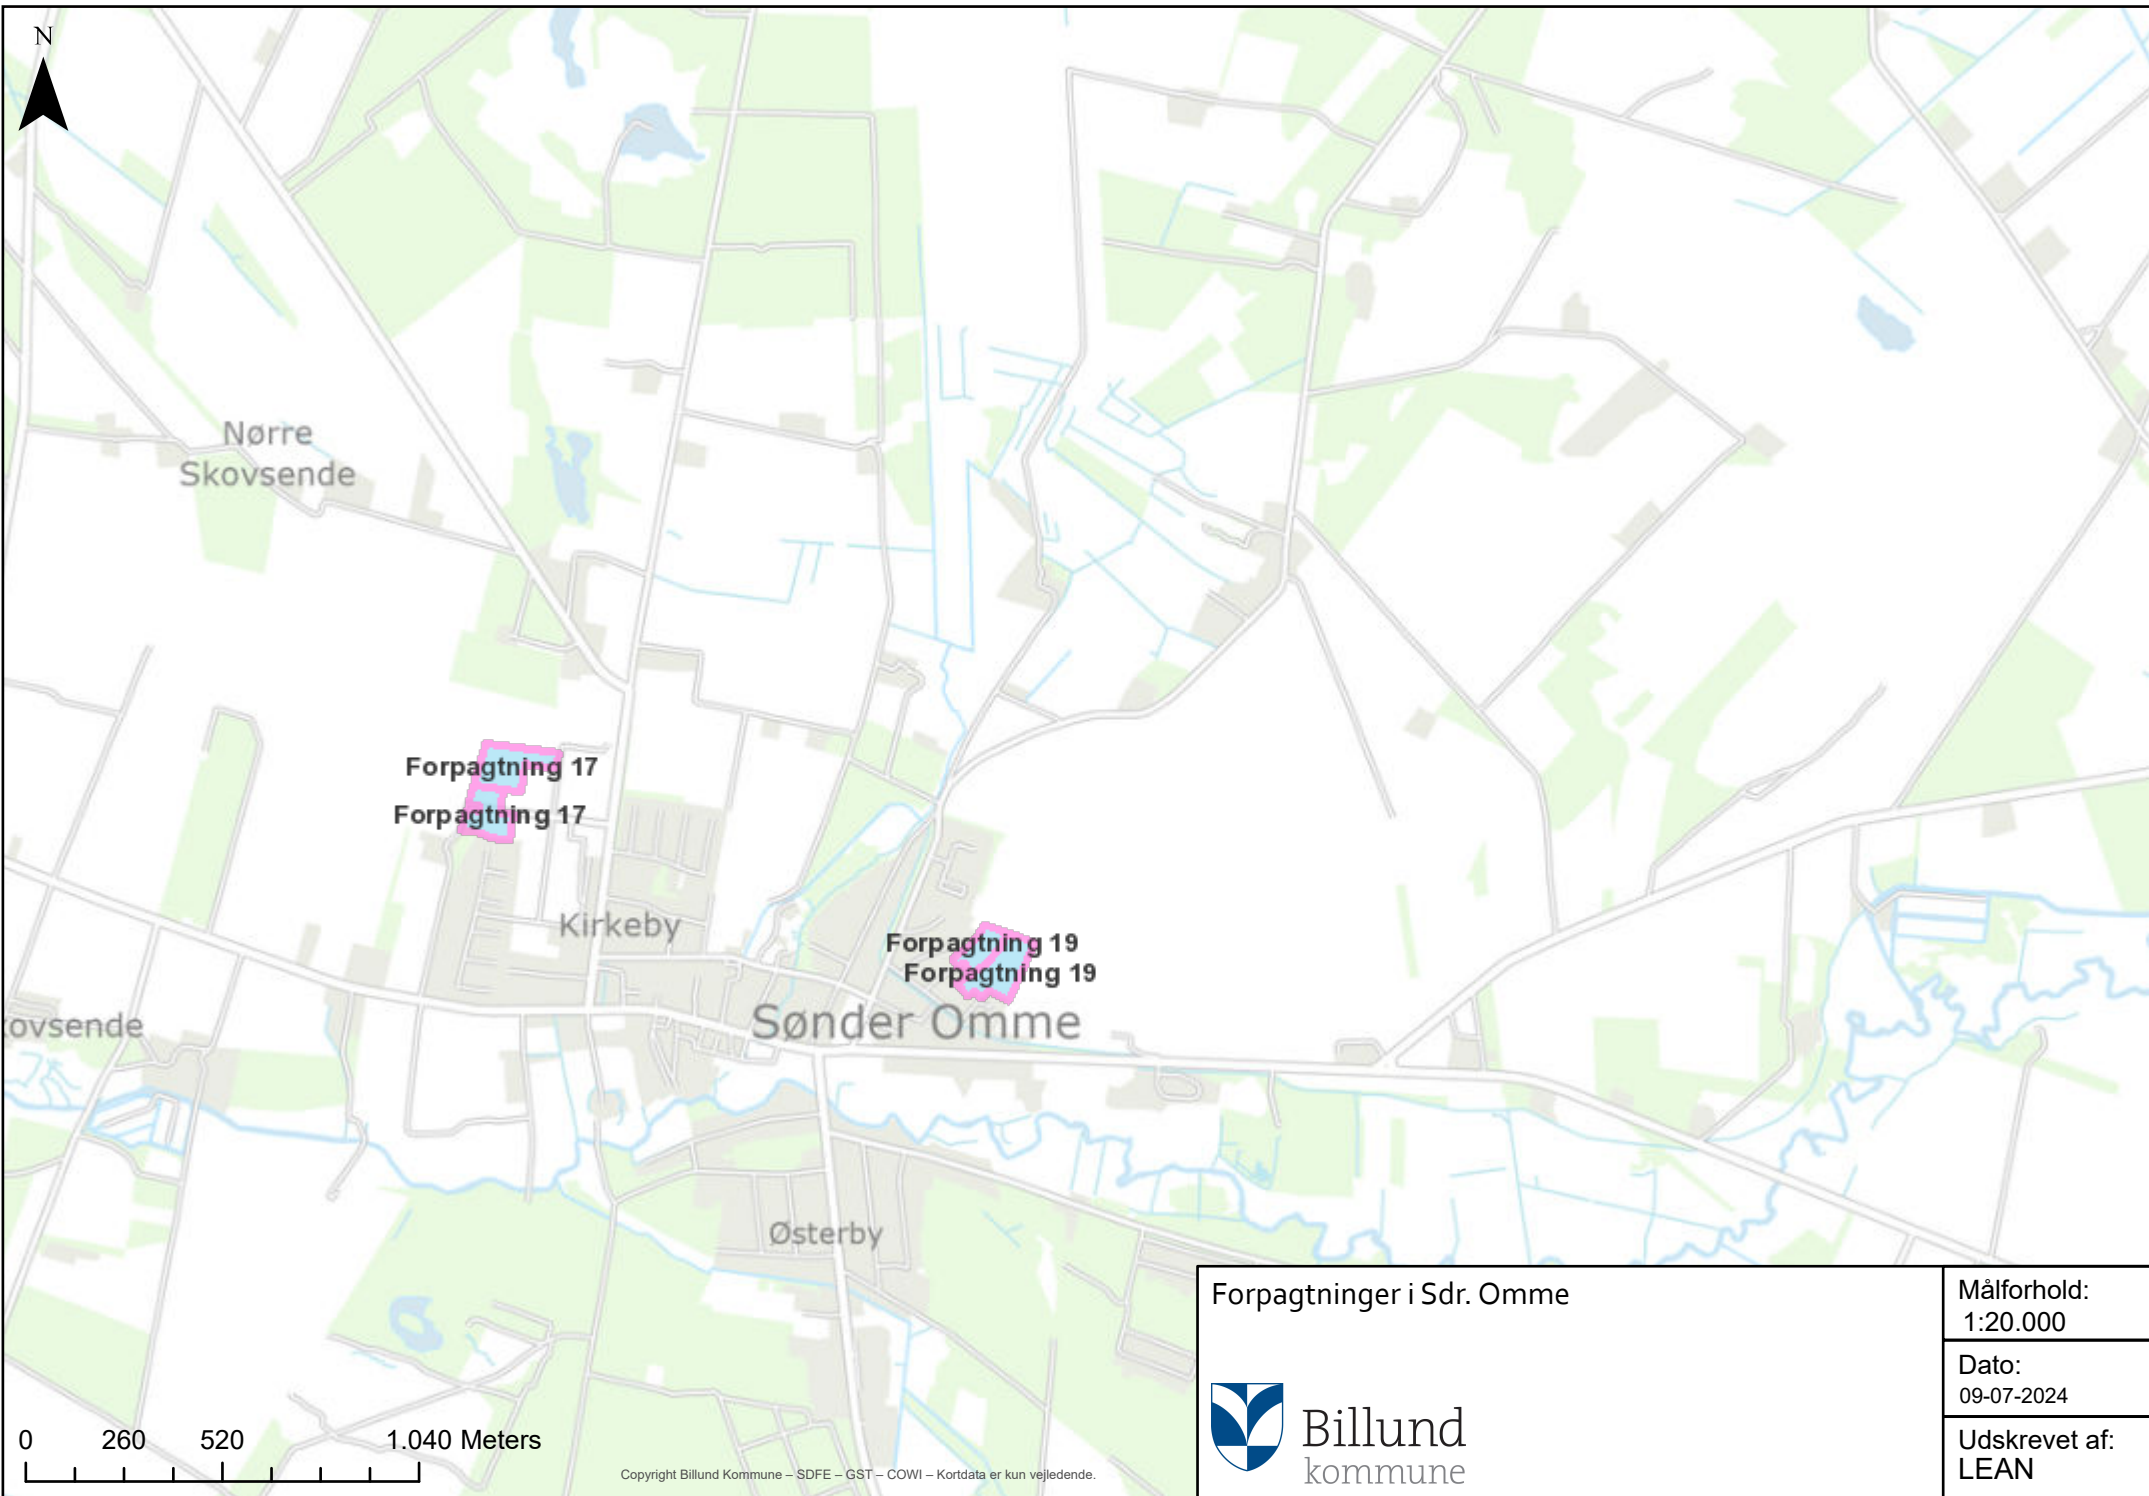 N
Nørre
Skovsende
Forpagtning 17
Forpagtning 17
Kirkeby
Forpagtning 19
Forpagtning 19
Sønder Omme
ovsende
Østerby
Forpagtninger i Sdr. Omme
Billund
kommune
Målforhold:
1:20.000
Dato:
09-07-2024
Udskrevet af:
LEAN
0 260 520 1.040 Meters
Copyright Billund Kommune – SDFE – GST – COWI – Kortdata er kun vejledende.